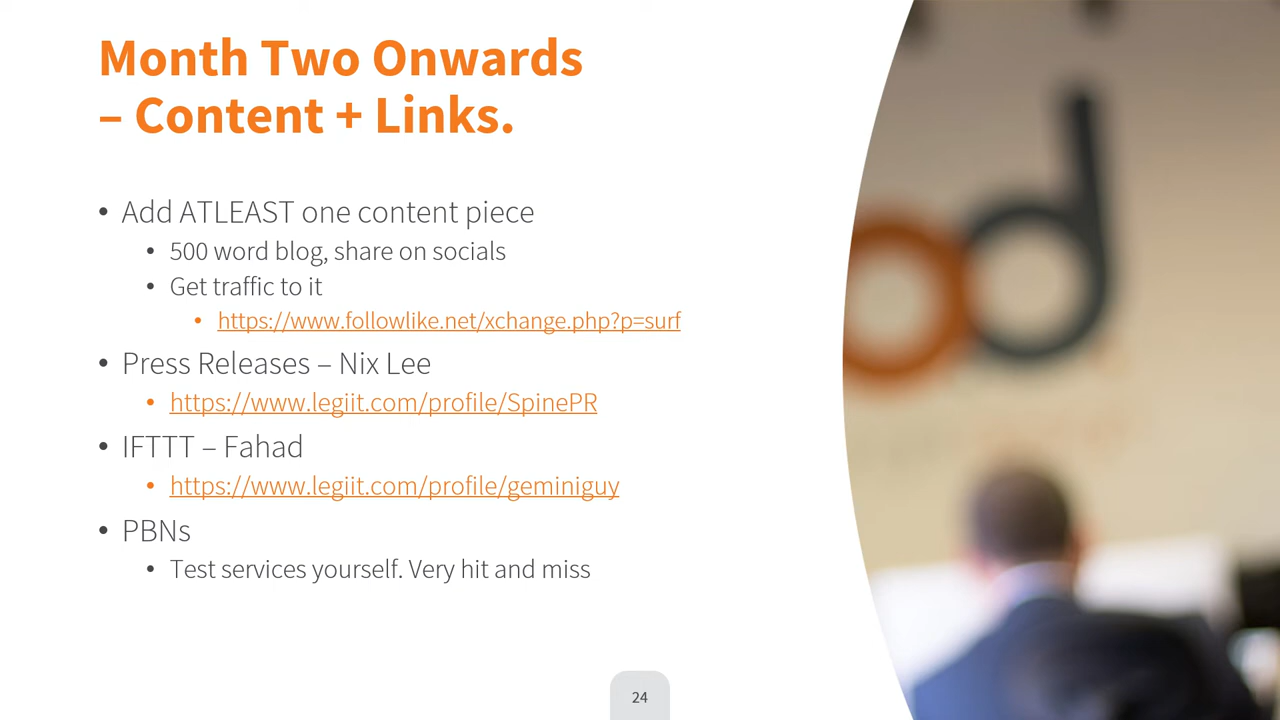 Month Two Onwards
– Content + Links.
• Add ATLEAST one content piece
• 500 word blog, share on socials
• Get traffic to it
• https://www.followlike.net/xchange.php?p=surf
• Press Releases – Nix Lee
• https://www.legiit.com/profile/SpinePR
• IFTTT – Fahad
• https://www.legiit.com/profile/geminiguy
• PBNs
• Test services yourself. Very hit and miss
24